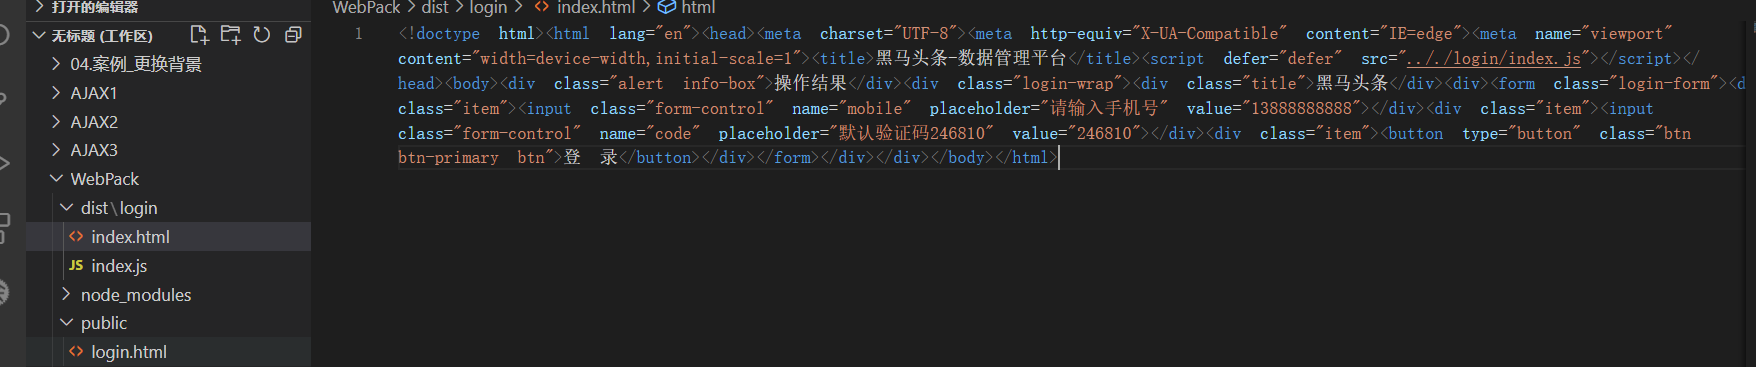 打开的编辑器
无标题 (工作区)
04.案例_更换背景
AJAX1
AJAX2
AJAX3
WebPack
dist\login
index.html
JS index.js
node_modules
public
login.html
WebPack > dist > login > <> index.html > html
1
<!doctype html><html lang="en"><head><meta charset="UTF-8"><meta http-equiv="X-UA-Compatible" content="IE=edge"><meta name="viewport"
content="width=device-width,initial-scale=1"><title>黑马头条-数据管理平台</title><script defer="defer" src=".././login/index.js"></script></
head><body><div class="alert info-box">操作结果</div><div class="login-wrap"><div class="title">黑马头条</div><div><form class="login-form"><d
class="item"><input class="form-control" name="mobile" placeholder="请输入手机号" value="13888888888"></div><div class="item"><input
class="form-control" name="code" placeholder="默认验证码246810" value="246810"></div><div class="item"><button type="button" class="btn
btn-primary btn">登 录</button></div></form></div></div></body></html>